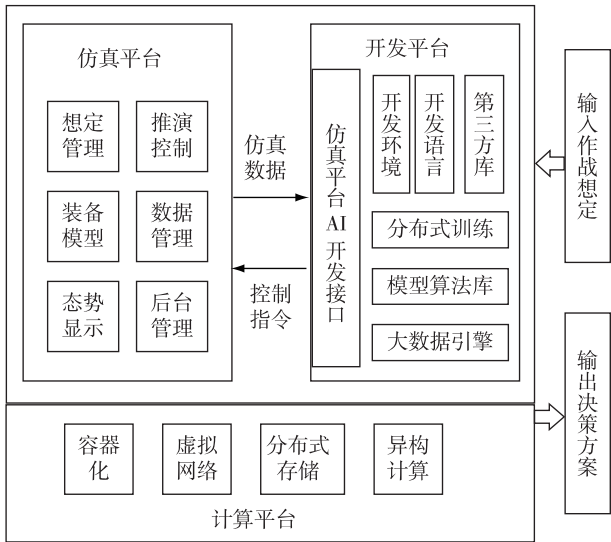 仿真平台
想定
管理
推演
控制
装备
模型
数据
管理
态势
显示
后台
管理
仿真
数据
控制
指令
开发平台
仿真平台AI开发接口
开发环境
开发语言
第三方库
分布式训练
模型算法库
大数据引擎
输入作战想定
输出决策方案
容器
化
虚拟
网络
分布式
存储
异构
计算
计算平台